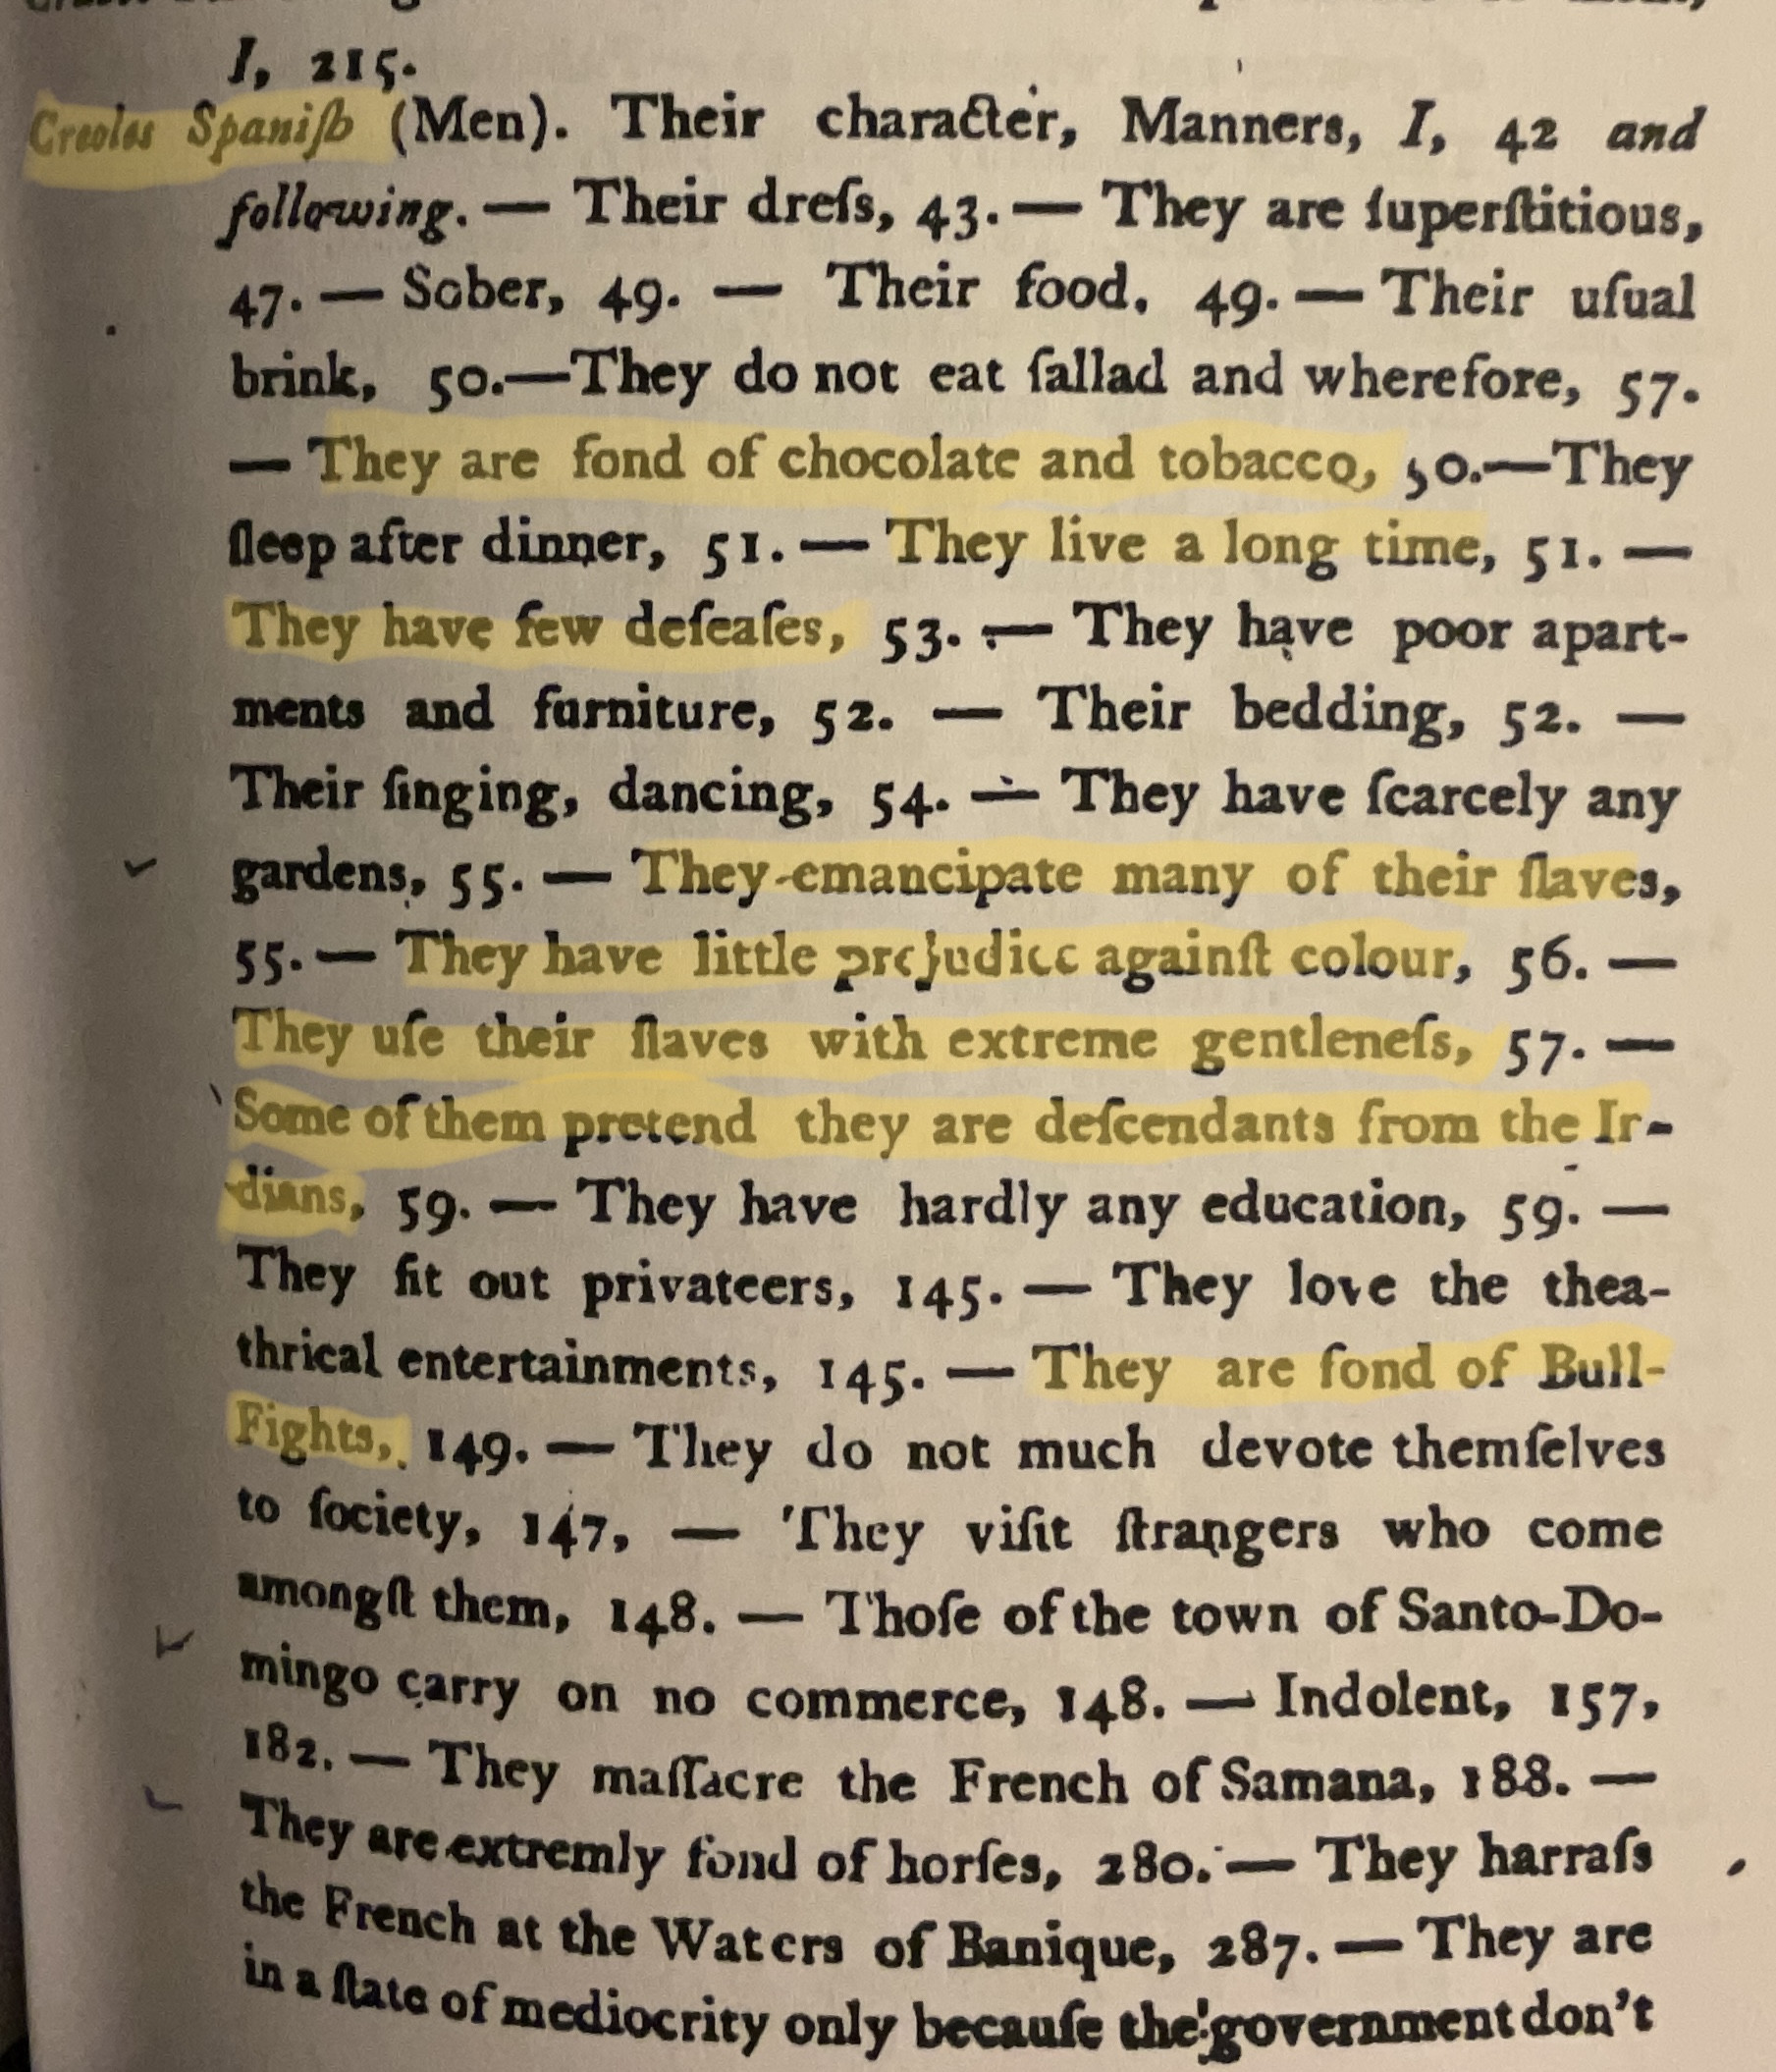 I, 215.
Creoles Spaniſh (Men). Their character, Manners, I, 42 and
following. — Their dreſs, 43. — They are ſuperſtitious,
47. — Sober, 49. — Their food, 49. — Their uſual
brink, 50.—They do not eat ſallad and wherefore, 57.
— They are fond of chocolate and tobacco, 50.—They
ſleep after dinner, 51. — They live a long time, 51. —
They have few deſeaſes, 53. — They have poor apart-
ments and furniture, 52. — Their bedding, 52. —
Their ſinging, dancing, 54. — They have ſcarcely any
gardens, 55. — They emancipate many of their ſlaves,
55. — They have little prejudice againſt colour, 56. —
They uſe their ſlaves with extreme gentleneſs, 57. —
Some of them pretend they are deſcendants from the Ir-
dians, 59. — They have hardly any education, 59. —
They fit out privateers, 145. — They love the thea-
thrical entertainments, 145. — They are fond of Bull-
Fights, 149. — They do not much devote themſelves
to ſociety, 147, — They viſit ſtrangers who come
amongſt them, 148. — Thoſe of the town of Santo-Do-
mingo carry on no commerce, 148. — Indolent, 157,
182. — They maſſacre the French of Samana, 188. —
They are extremly fond of horſes, 280. — They harraſs
the French at the Waters of Banique, 287. — They are
in a ſtate of mediocrity only becauſe the government don't